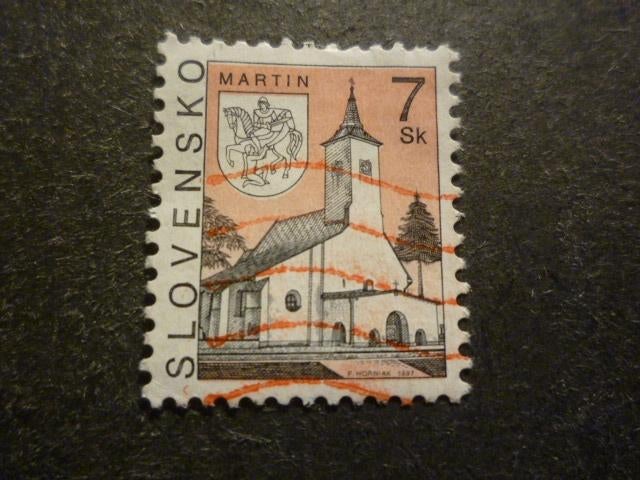 SLOVENSKO
MARTIN
7
Sk
F. HORNIAK 1997